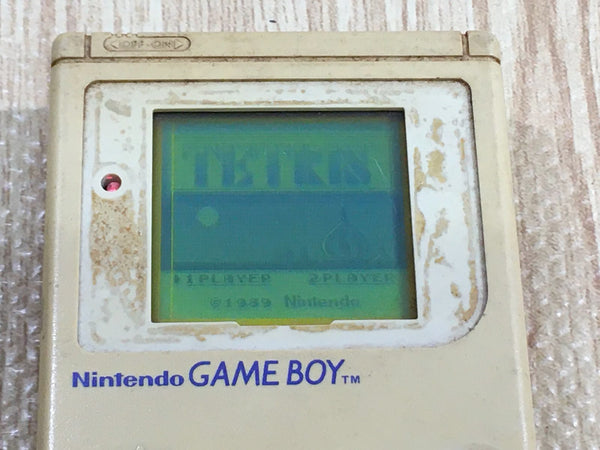 ◁OFF•ON▷
TETRIS
▸1PLAYER 2PLAYER
©1989 Nintendo
Nintendo GAME BOY™